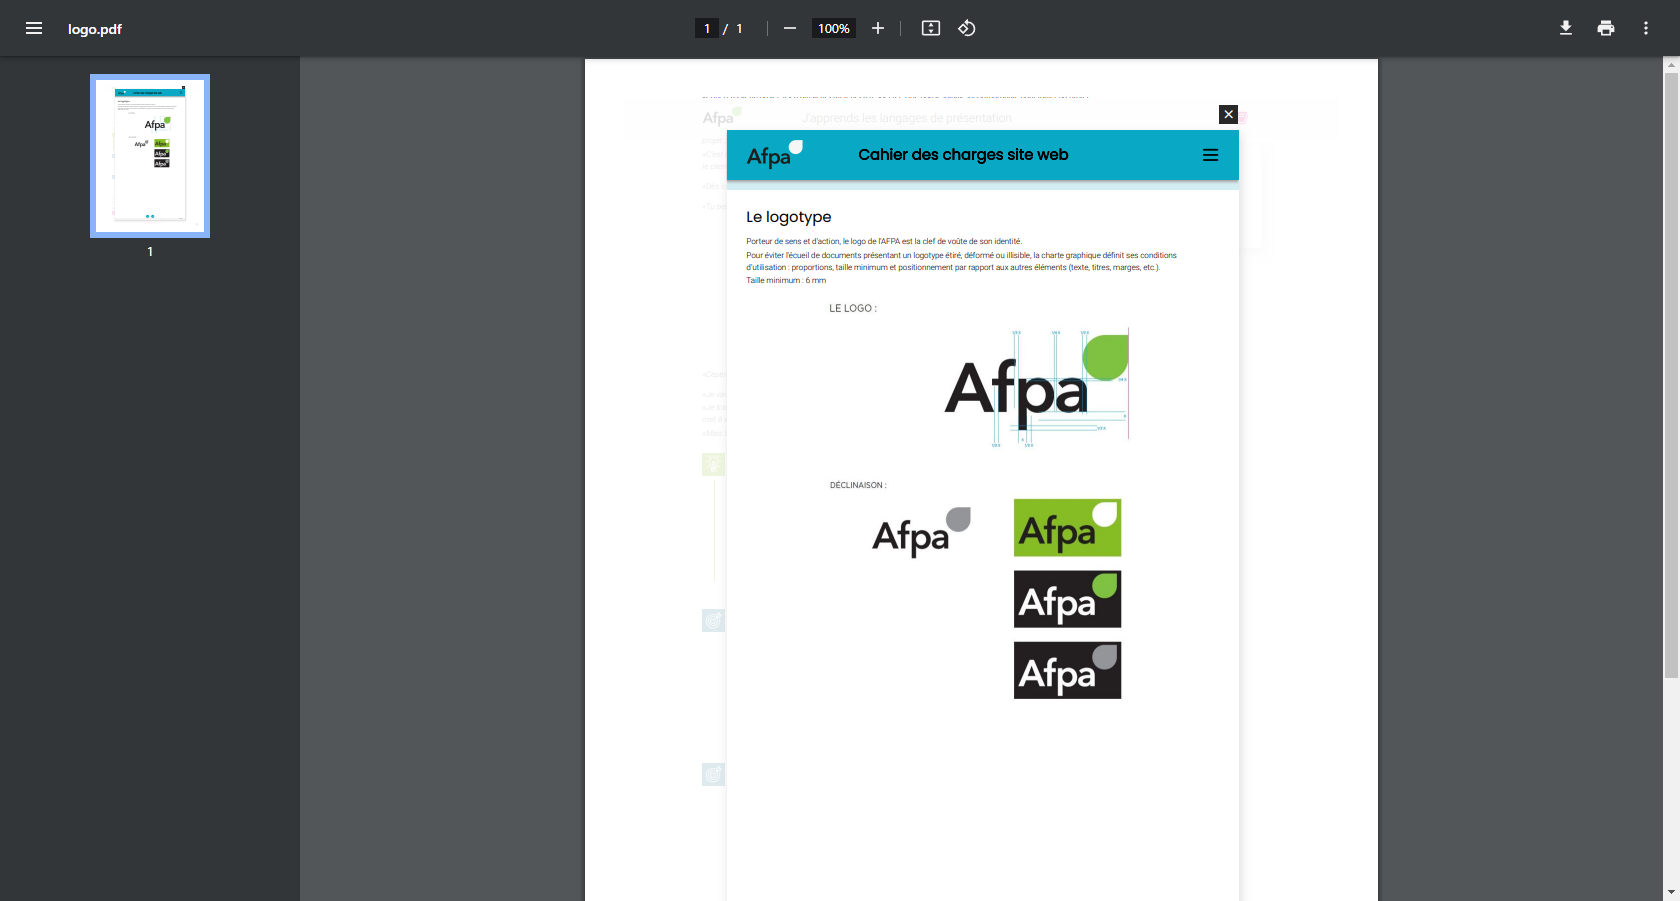 logo.pdf
1 / 1
100%
1
Afpa
J'apprends les langages de présentation
Afpa
Cahier des charges site web
Le logotype
Porteur de sens et d'action, le logo de l'AFPA est la clef de voûte de son identité.
Pour éviter l'écueil de documents présentant un logotype étiré, déformé ou illisible, la charte graphique définit ses conditions
d'utilisation : proportions, taille minimum et positionnement par rapport aux autres éléments (texte, titres, marges, etc.).
Taille minimum : 6 mm
LE LOGO :
Afpa
DÉCLINAISON :
Afpa
Afpa
Afpa
Afpa